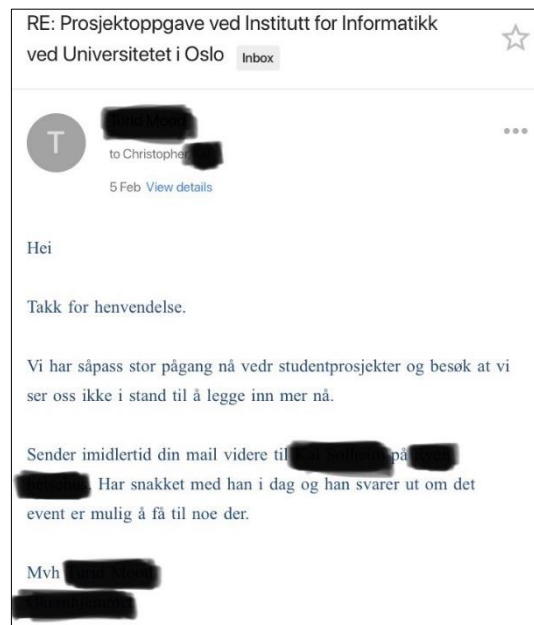 RE: Prosjektoppgave ved Institutt for Informatikk
ved Universitetet i Oslo Inbox
T
to Christopher
5 Feb View details
Hei
Takk for henvendelse.
Vi har såpass stor pågang nå vedr studentprosjekter og besøk at vi
ser oss ikke i stand til å legge inn mer nå.
Sender imidlertid din mail videre til på
. Har snakket med han i dag og han svarer ut om det
event er mulig å få til noe der.
Mvh